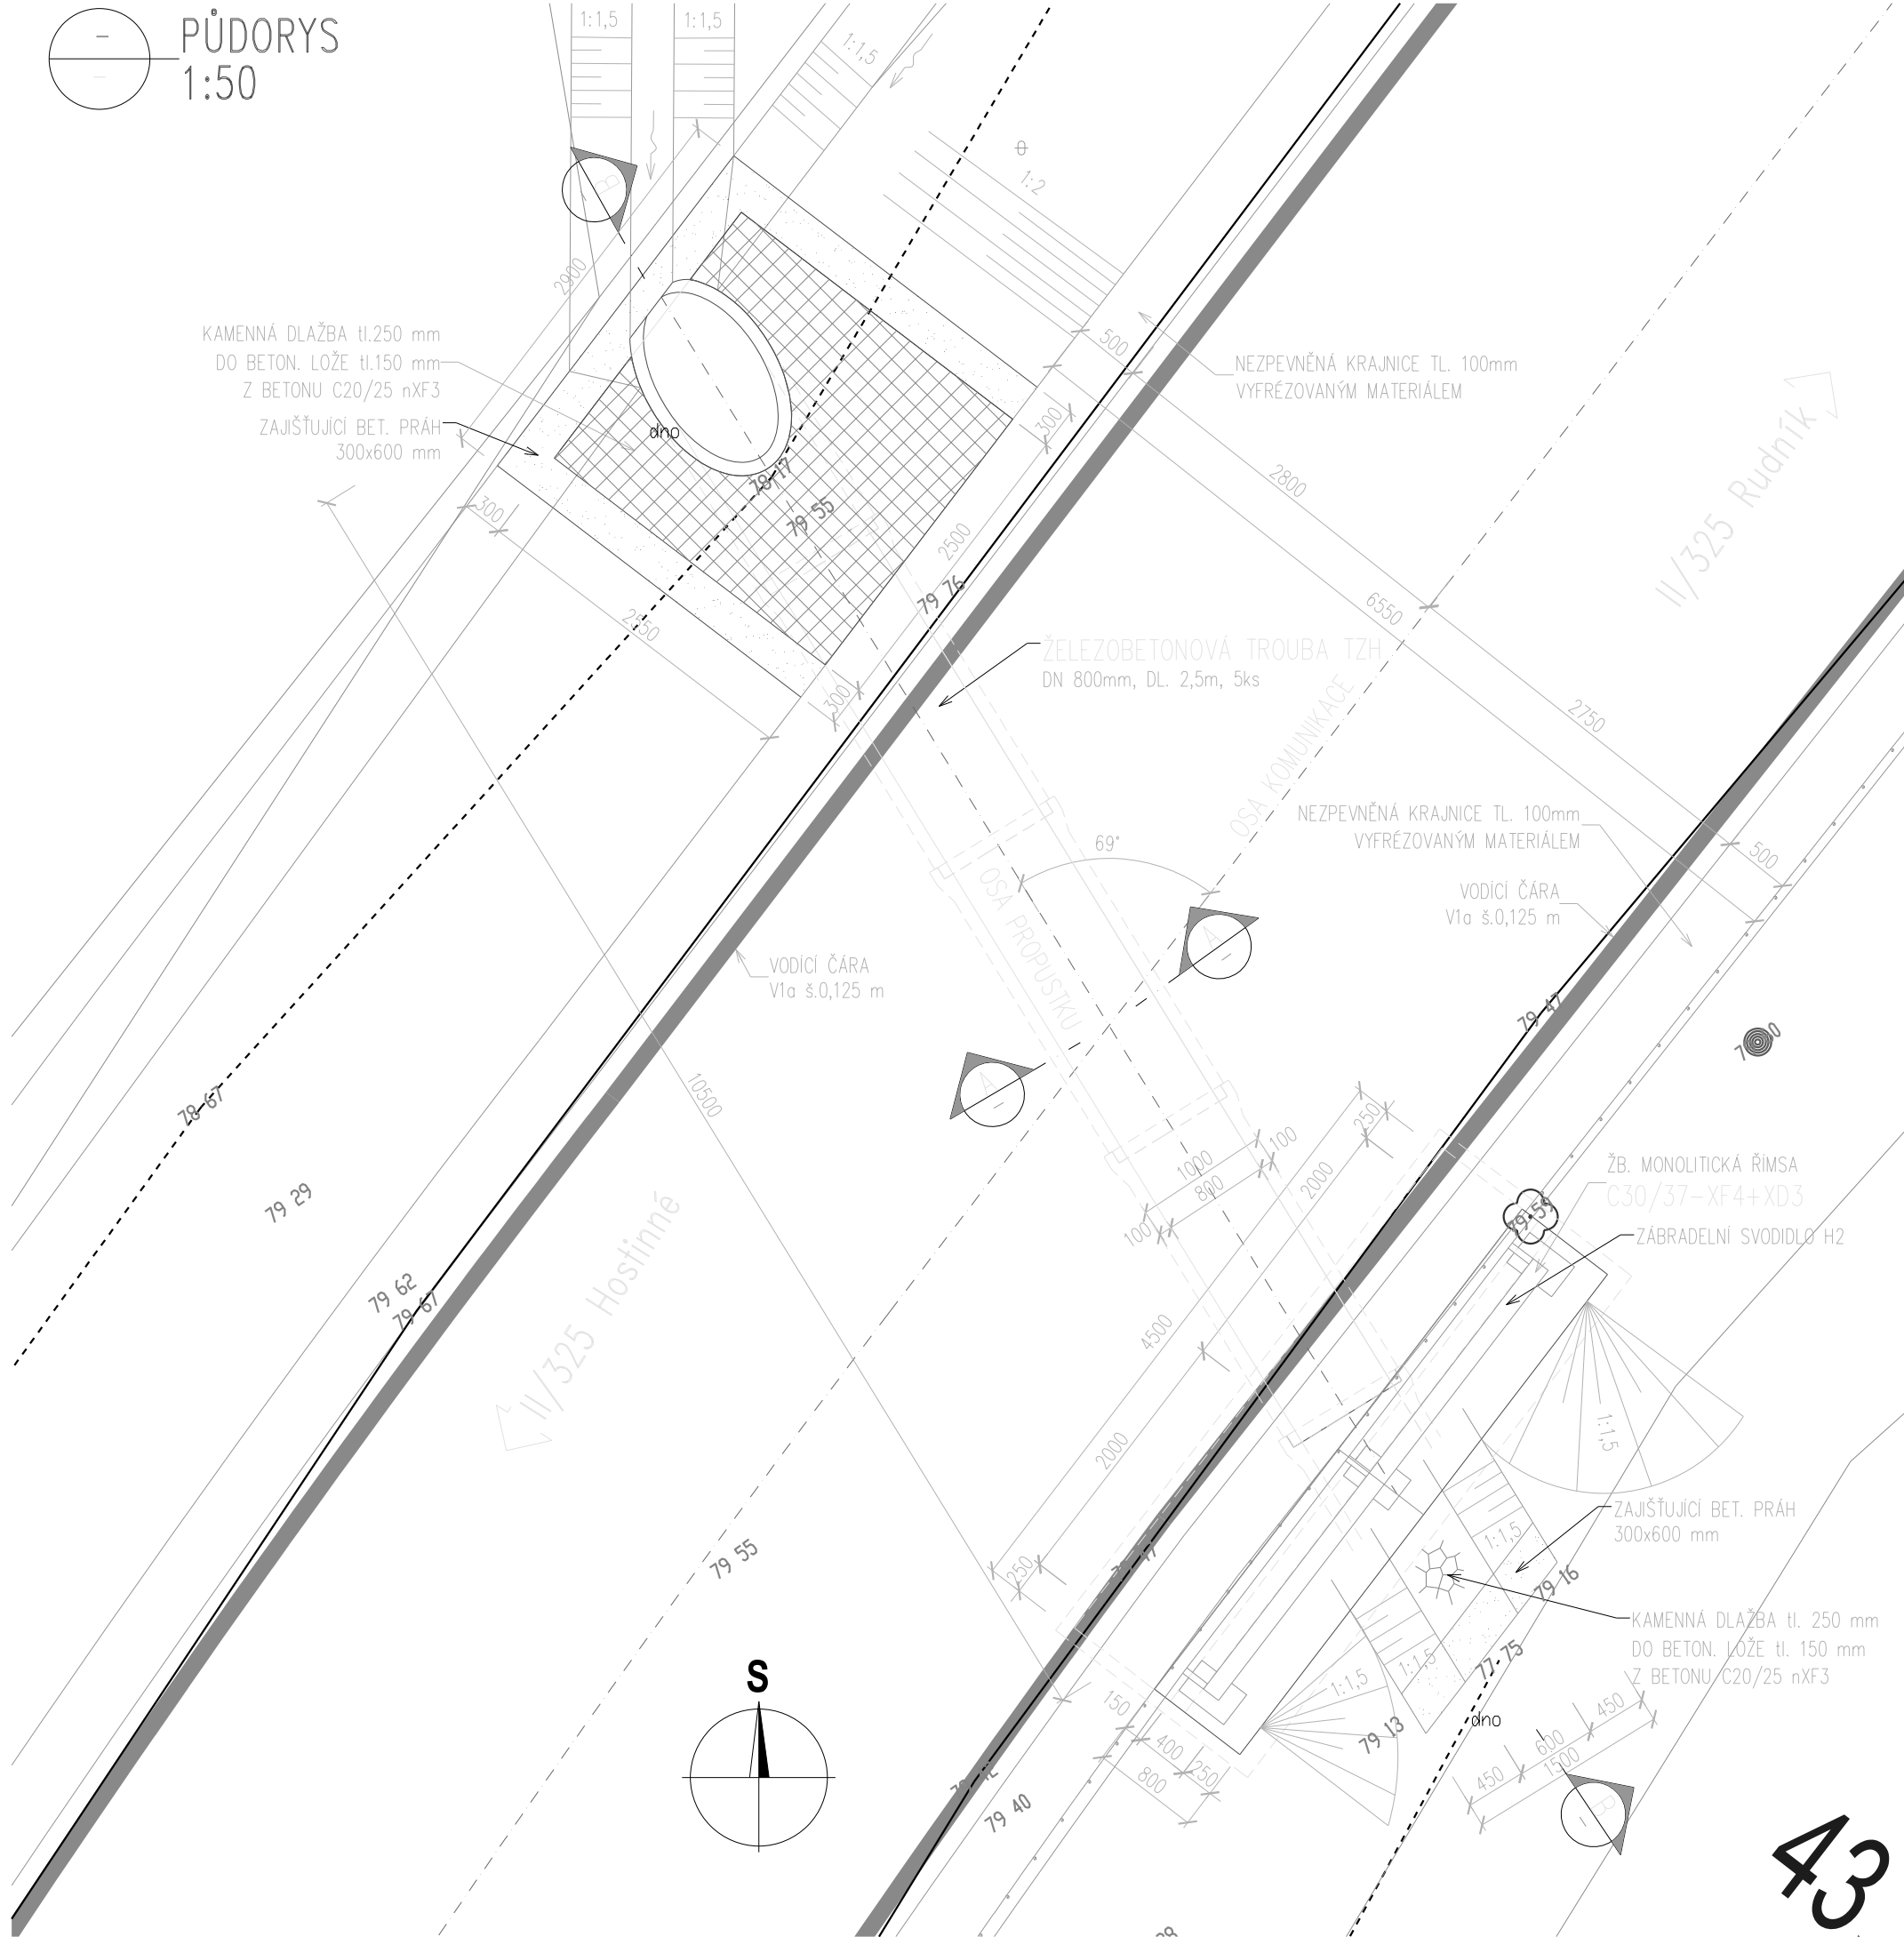 PŮDORYS
1:50
1:1,5
1:1,5
1:1,5
1:2
B
2900
500
KAMENNÁ DLAŽBA tl.250 mm
DO BETON. LOŽE tl.150 mm
Z BETONU C20/25 nXF3
ZAJIŠŤUJÍCÍ BET. PRÁH
300x600 mm
dno
78-17
79 55
NEZPEVNĚNÁ KRAJNICE TL. 100mm
VYFRÉZOVANÝM MATERIÁLEM
300
2800
II/325 Rudník
300
2500
79 76
2550
6550
ŽELEZOBETONOVÁ TROUBA TZH
DN 800mm, DL. 2,5m, 5ks
300
OSA KOMUNIKACE
2750
NEZPEVNĚNÁ KRAJNICE TL. 100mm
VYFRÉZOVANÝM MATERIÁLEM
69°
500
VODÍCÍ ČÁRA
V1a š.0,125 m
OSA PROPUSTKU
A
VODÍCÍ ČÁRA
V1a š.0,125 m
79 47
A
10500
78-67
79 29
1000
100
800
100
250
2000
ŽB. MONOLITICKÁ ŘÍMSA
C30/37-XF4+XD3
79-59
ZÁBRADELNÍ SVODIDLO H2
II/325 Hostinné
79 62
79-67
4500
2000
1:1,5
ZAJIŠŤUJÍCÍ BET. PRÁH
300x600 mm
1:1,5
79 55
250
79-16
KAMENNÁ DLAŽBA tl. 250 mm
DO BETON. LOŽE tl. 150 mm
Z BETONU C20/25 nXF3
77-75
1:1,5
1:1,5
S
150
400
250
800
79 13
dno
450
600
450
1500
79 40
B
43